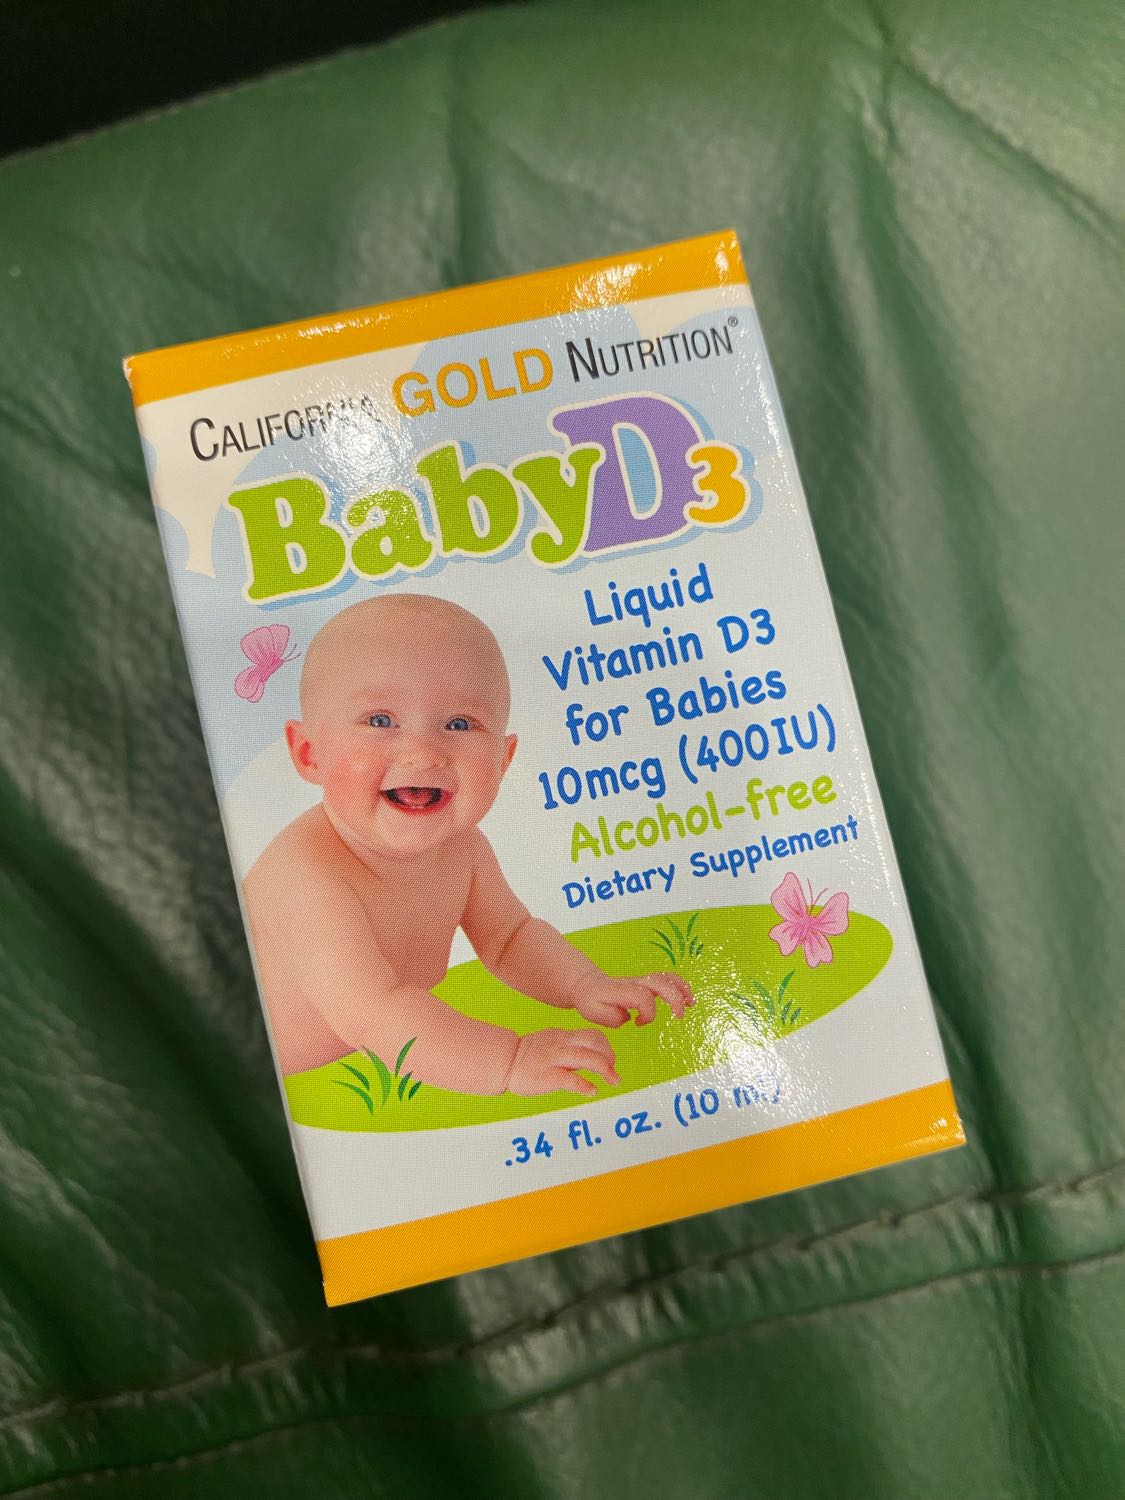 CALIFORNIA GOLD NUTRITION®
BabyD3
Liquid
Vitamin D3
for Babies
10mcg (400IU)
Alcohol-free
Dietary Supplement
.34 fl. oz. (10 ml)